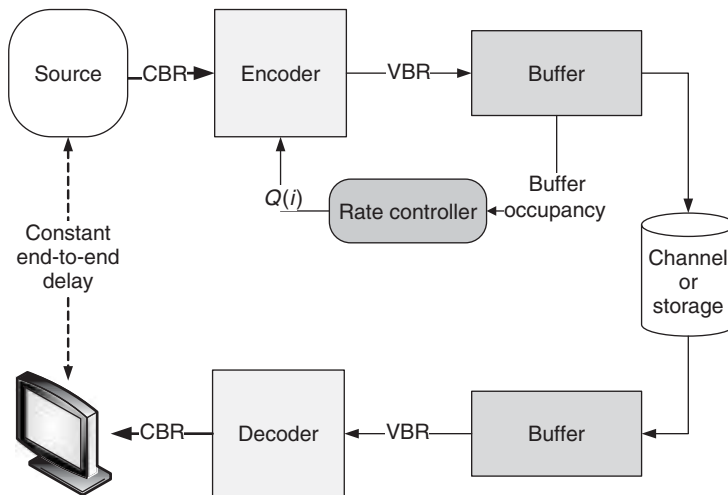 Source
CBR
Encoder
VBR
Buffer
Q(i)
Rate controller
Buffer
occupancy
Constant
end-to-end
delay
Channel
or
storage
CBR
Decoder
VBR
Buffer